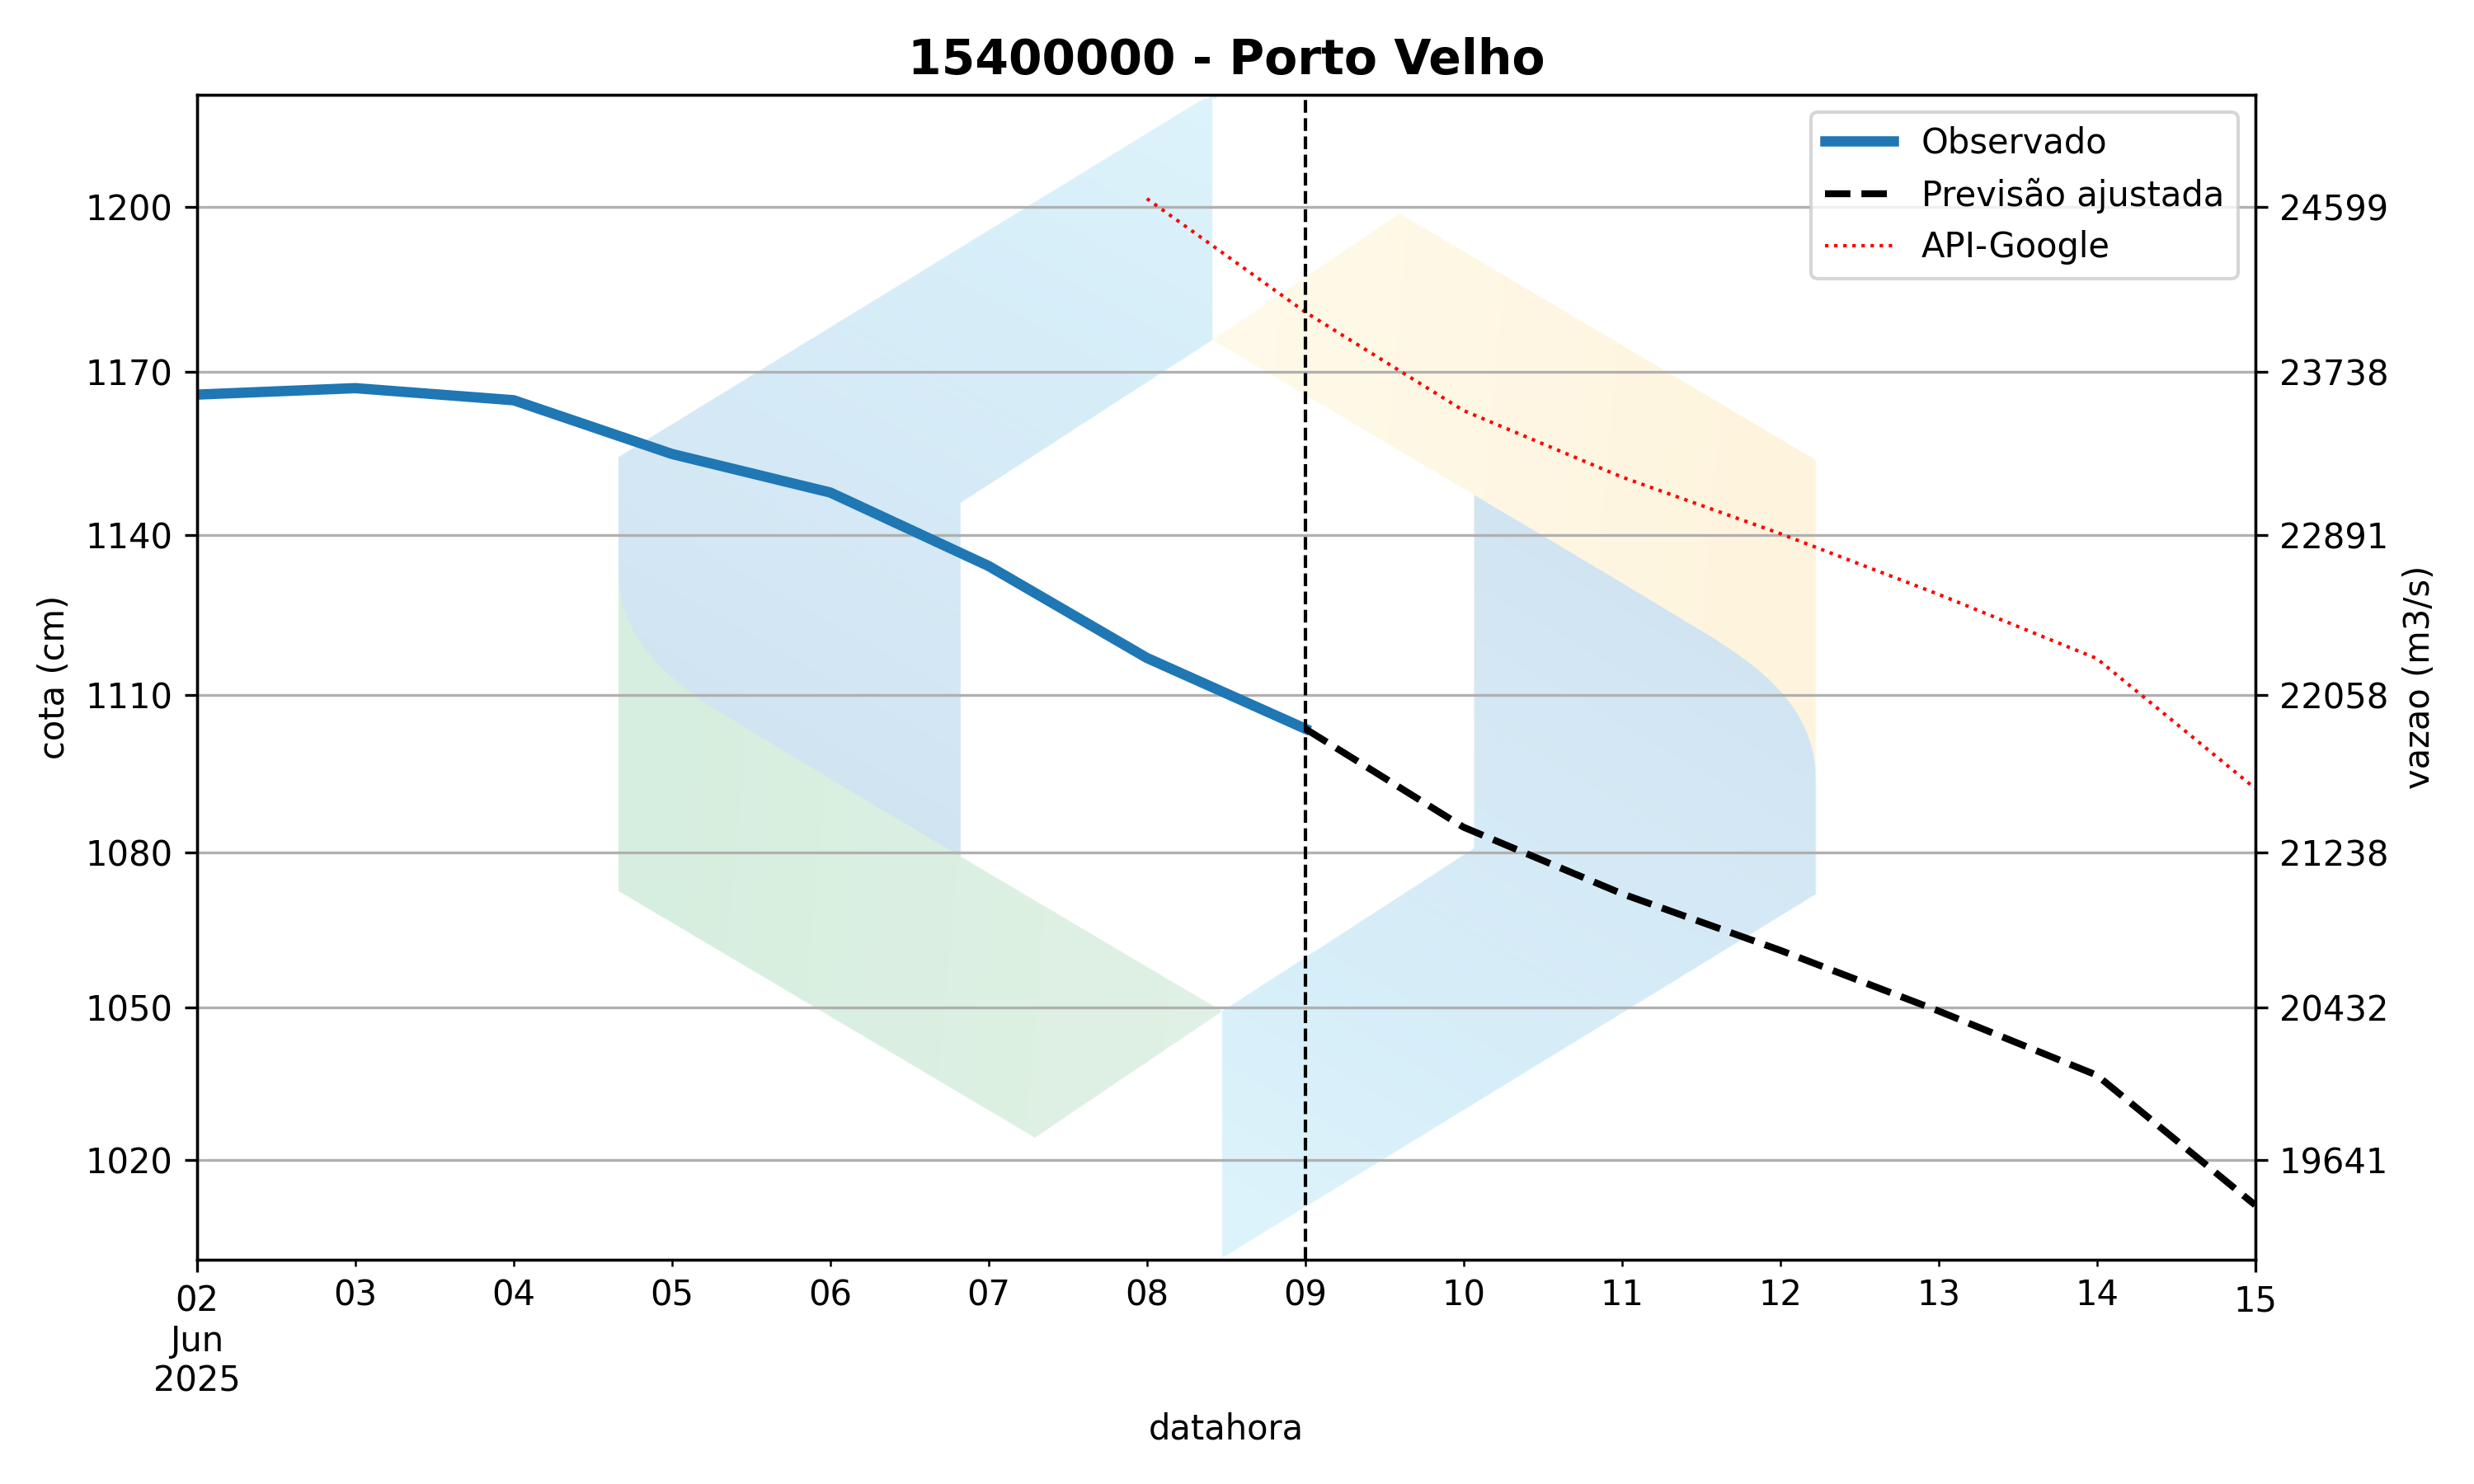 15400000 - Porto Velho
Observado
Previsão ajustada
API-Google
1200
1170
1140
1110
1080
1050
1020
cota (cm)
24599
23738
22891
22058
21238
20432
19641
vazao (m3/s)
02 03 04 05 06 07 08 09 10 11 12 13 14 15
Jun
2025
datahora